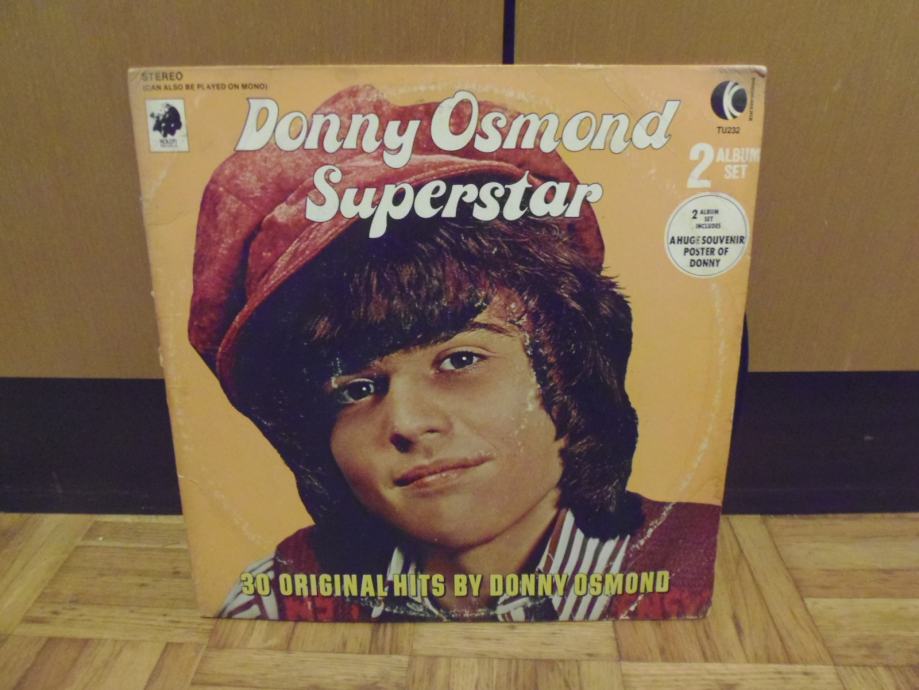 STEREO
(CAN ALSO BE PLAYED ON MONO)
KOLOB
Donny Osmond
Superstar
K
TU232
2 ALBUM
SET
2 ALBUM
SET
INCLUDES
A HUGE SOUVENIR
POSTER OF
DONNY
30 ORIGINAL HITS BY DONNY OSMOND